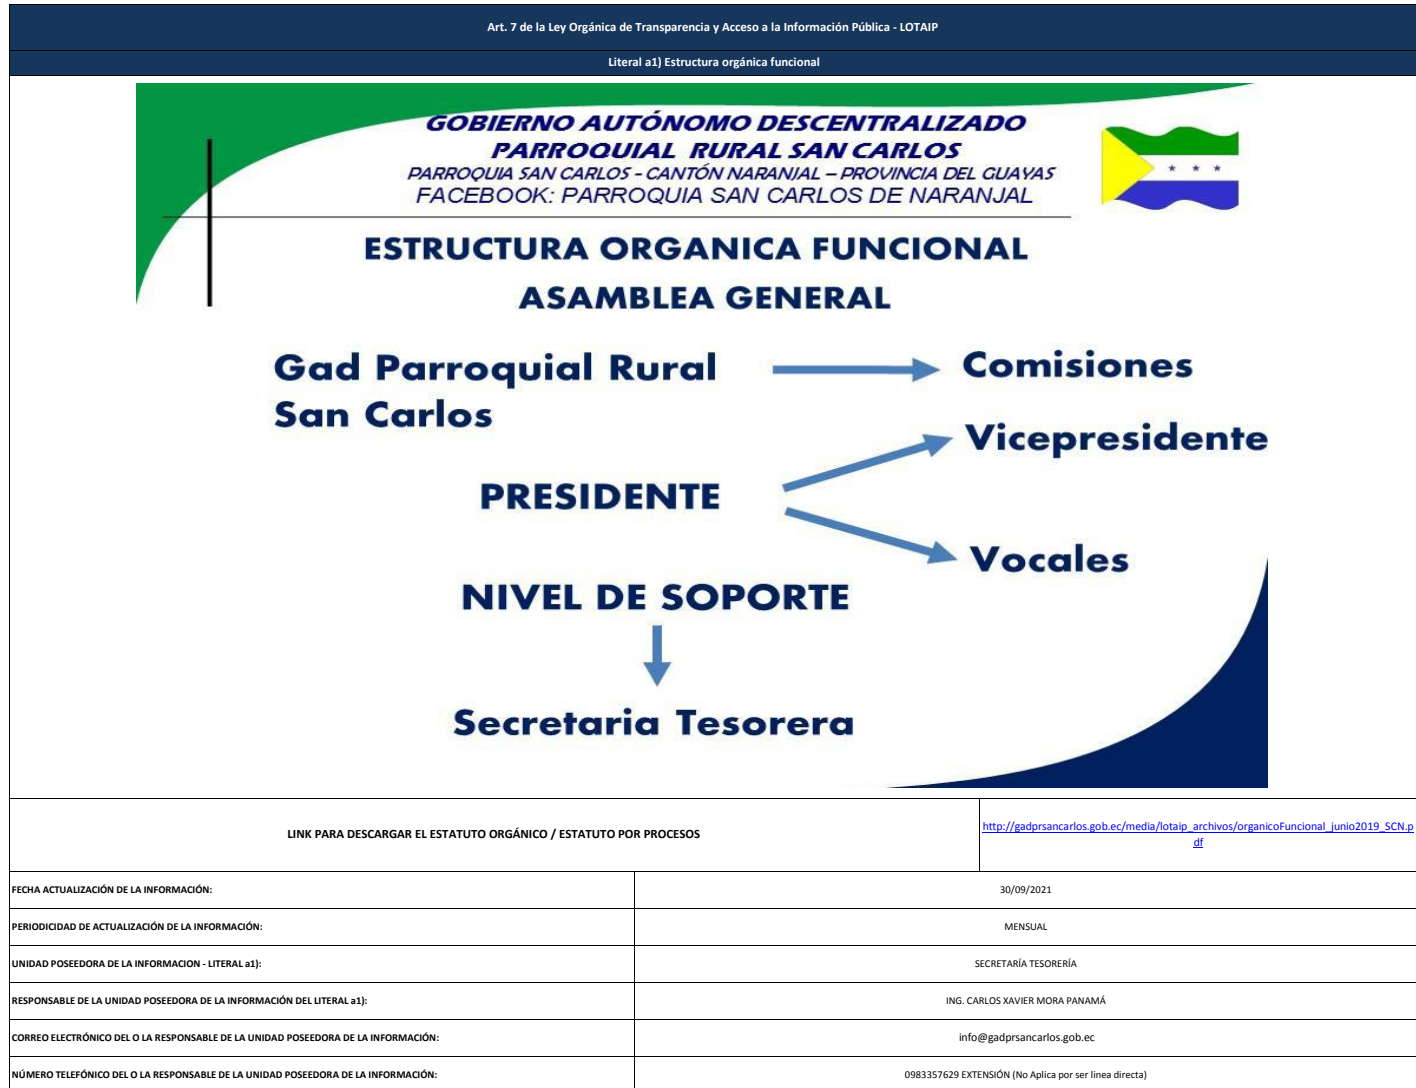 Art. 7 de la Ley Orgánica de Transparencia y Acceso a la Información Pública - LOTAIP
Literal a1) Estructura orgánica funcional
GOBIERNO AUTÓNOMO DESCENTRALIZADO
PARROQUIAL RURAL SAN CARLOS
PARROQUIA SAN CARLOS - CANTÓN NARANJAL – PROVINCIA DEL GUAYAS
FACEBOOK: PARROQUIA SAN CARLOS DE NARANJAL
ESTRUCTURA ORGANICA FUNCIONAL
ASAMBLEA GENERAL
Gad Parroquial Rural
San Carlos
Comisiones
Vicepresidente
PRESIDENTE
Vocales
NIVEL DE SOPORTE
Secretaria Tesorera
LINK PARA DESCARGAR EL ESTATUTO ORGÁNICO / ESTATUTO POR PROCESOS
http://gadprsancarlos.gob.ec/media/lotaip_archivos/organicoFuncional_junio2019_SCN.p
df
FECHA ACTUALIZACIÓN DE LA INFORMACIÓN:
30/09/2021
PERIODICIDAD DE ACTUALIZACIÓN DE LA INFORMACIÓN:
MENSUAL
UNIDAD POSEEDORA DE LA INFORMACION - LITERAL a1):
SECRETARÍA TESORERÍA
RESPONSABLE DE LA UNIDAD POSEEDORA DE LA INFORMACIÓN DEL LITERAL a1):
ING. CARLOS XAVIER MORA PANAMÁ
CORREO ELECTRÓNICO DEL O LA RESPONSABLE DE LA UNIDAD POSEEDORA DE LA INFORMACIÓN:
info@gadprsancarlos.gob.ec
NÚMERO TELEFÓNICO DEL O LA RESPONSABLE DE LA UNIDAD POSEEDORA DE LA INFORMACIÓN:
0983357629 EXTENSIÓN (No Aplica por ser linea directa)